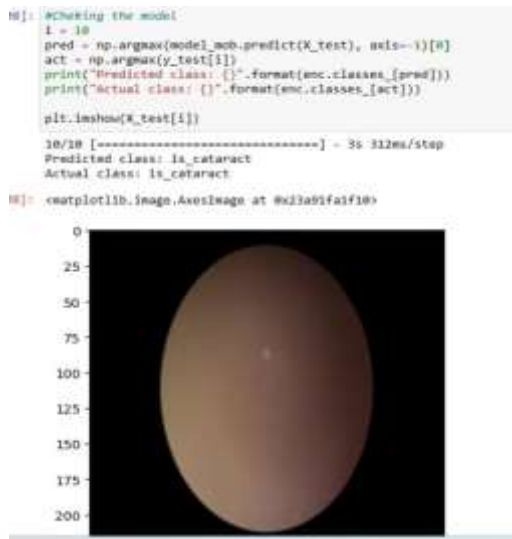 #CheKing the model
i = 10
pred = np.argmax(model_mob.predict(X_test), axis=-1)[0]
act = np.argmax(y_test[i])
print("Predicted class: {}".format(enc.classes_[pred]))
print("Actual class: {}".format(enc.classes_[act]))
plt.imshow(X_test[i])
10/10 [==============================] - 3s 312ms/step
Predicted class: is_cataract
Actual class: is_cataract
<matplotlib.image.AxesImage at 0x23a91fa1f10>
0
25
50
75
100
125
150
175
200